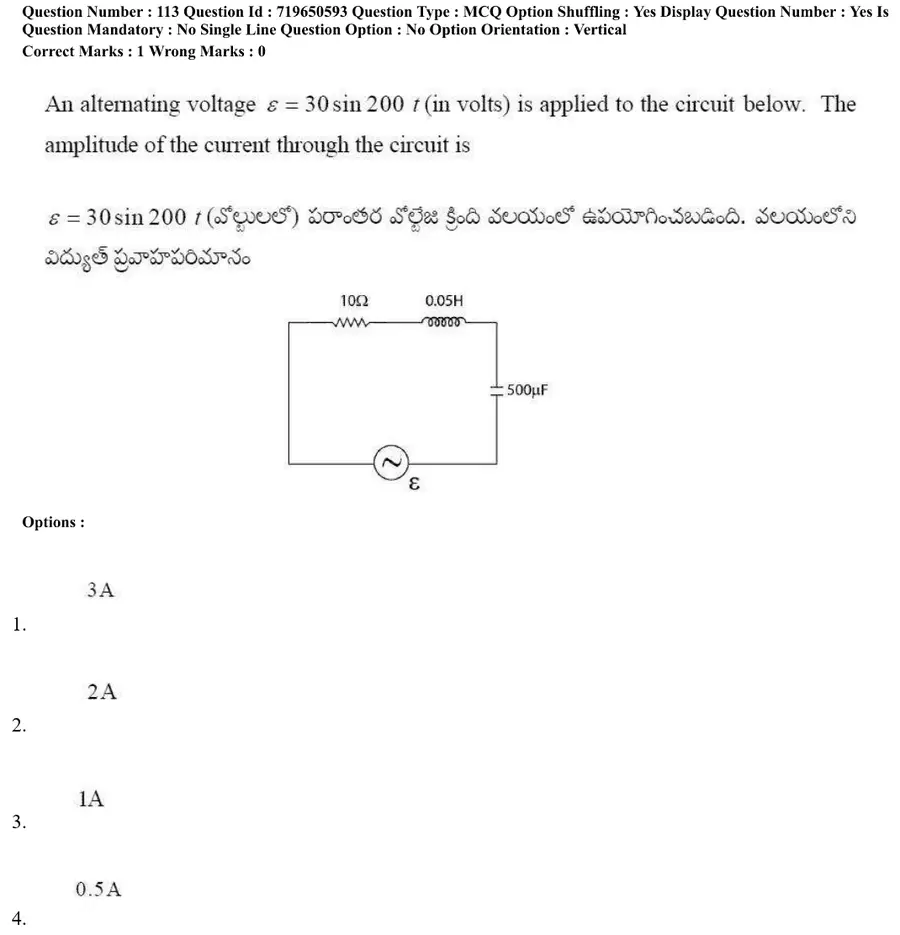 Question Number : 113 Question Id : 719650593 Question Type : MCQ Option Shuffling : Yes Display Question Number : Yes Is
Question Mandatory : No Single Line Question Option : No Option Orientation : Vertical
Correct Marks : 1 Wrong Marks : 0
An alternating voltage ε = 30 sin 200 t (in volts) is applied to the circuit below. The
amplitude of the current through the circuit is
ε = 30 sin 200 t (వోల్టులలో) పరాంతర వోల్టేజి క్రింది వలయంలో ఉపయోగించబడింది. వలయంలోని
విద్యుత్ ప్రవాహపరిమానం
10Ω 0.05H
500μF
ε
Options :
3 A
1.
2 A
2.
1A
3.
0.5 A
4.